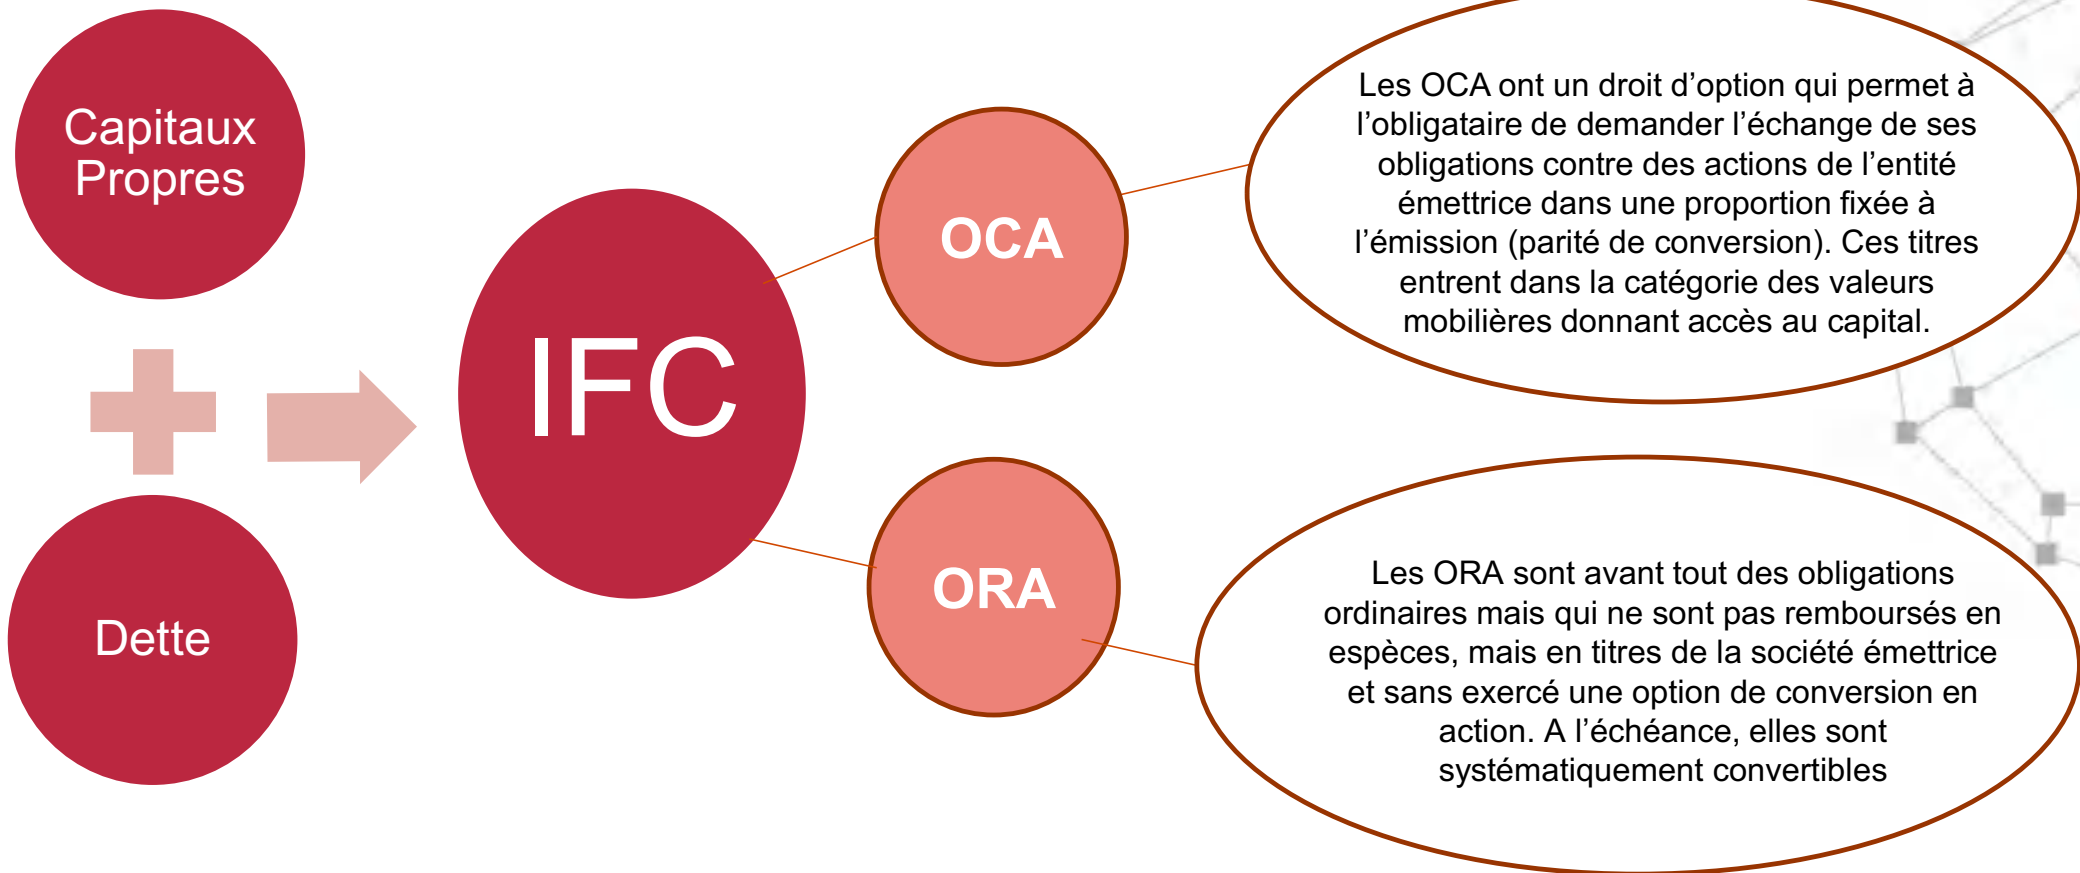 Capitaux
Propres
Dette
IFC
OCA
ORA
Les OCA ont un droit d’option qui permet à
l’obligataire de demander l’échange de ses
obligations contre des actions de l’entité
émettrice dans une proportion fixée à
l’émission (parité de conversion). Ces titres
entrent dans la catégorie des valeurs
mobilières donnant accès au capital.
Les ORA sont avant tout des obligations
ordinaires mais qui ne sont pas remboursés en
espèces, mais en titres de la société émettrice
et sans exercé une option de conversion en
action. A l’échéance, elles sont
systématiquement convertibles